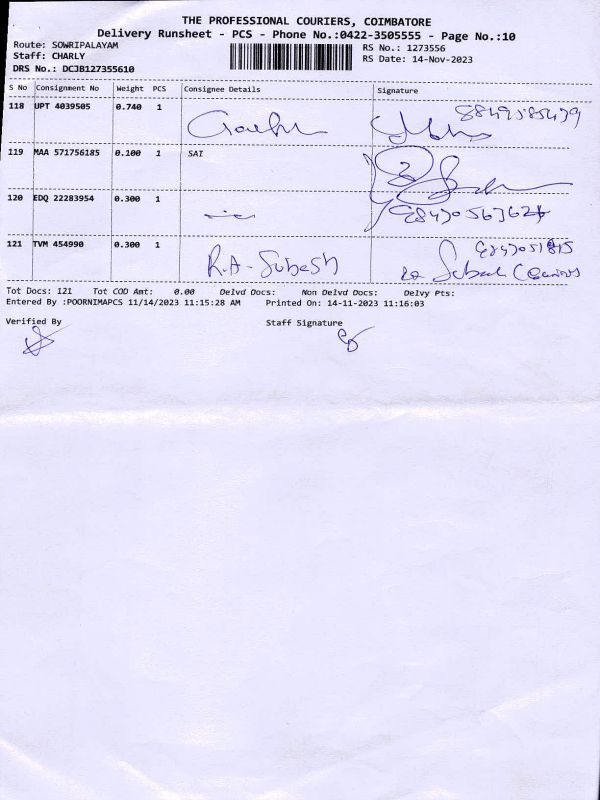 THE PROFESSIONAL COURIERS, COIMBATORE
Delivery Runsheet - PCS - Phone No.:0422-3505555 - Page No.:10
Route: SOWRIPALAYAM
Staff: CHARLY
DRS No.: DCJB127355610
RS No.: 1273556
RS Date: 14-Nov-2023
S No Consignment No Weight PCS Consignee Details Signature
118 UPT 4039505 0.740 1
119 MAA 571756185 0.100 1 SAI
120 EDQ 22283954 0.300 1
121 TVM 454990 0.300 1 R.A. Subash
Tot Docs: 121 Tot COD Amt: 0.00 Delvd Docs: Non Delvd Docs: Delvy Pts:
Entered By :POORNIMAPCS 11/14/2023 11:15:28 AM Printed On: 14-11-2023 11:16:03
Verified By Staff Signature